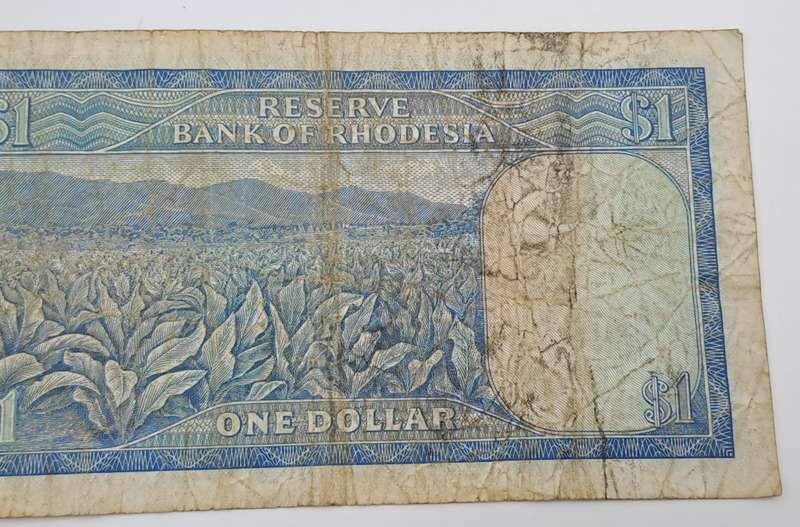 $1
RESERVE
BANK OF RHODESIA
$1
ONE DOLLAR
$1